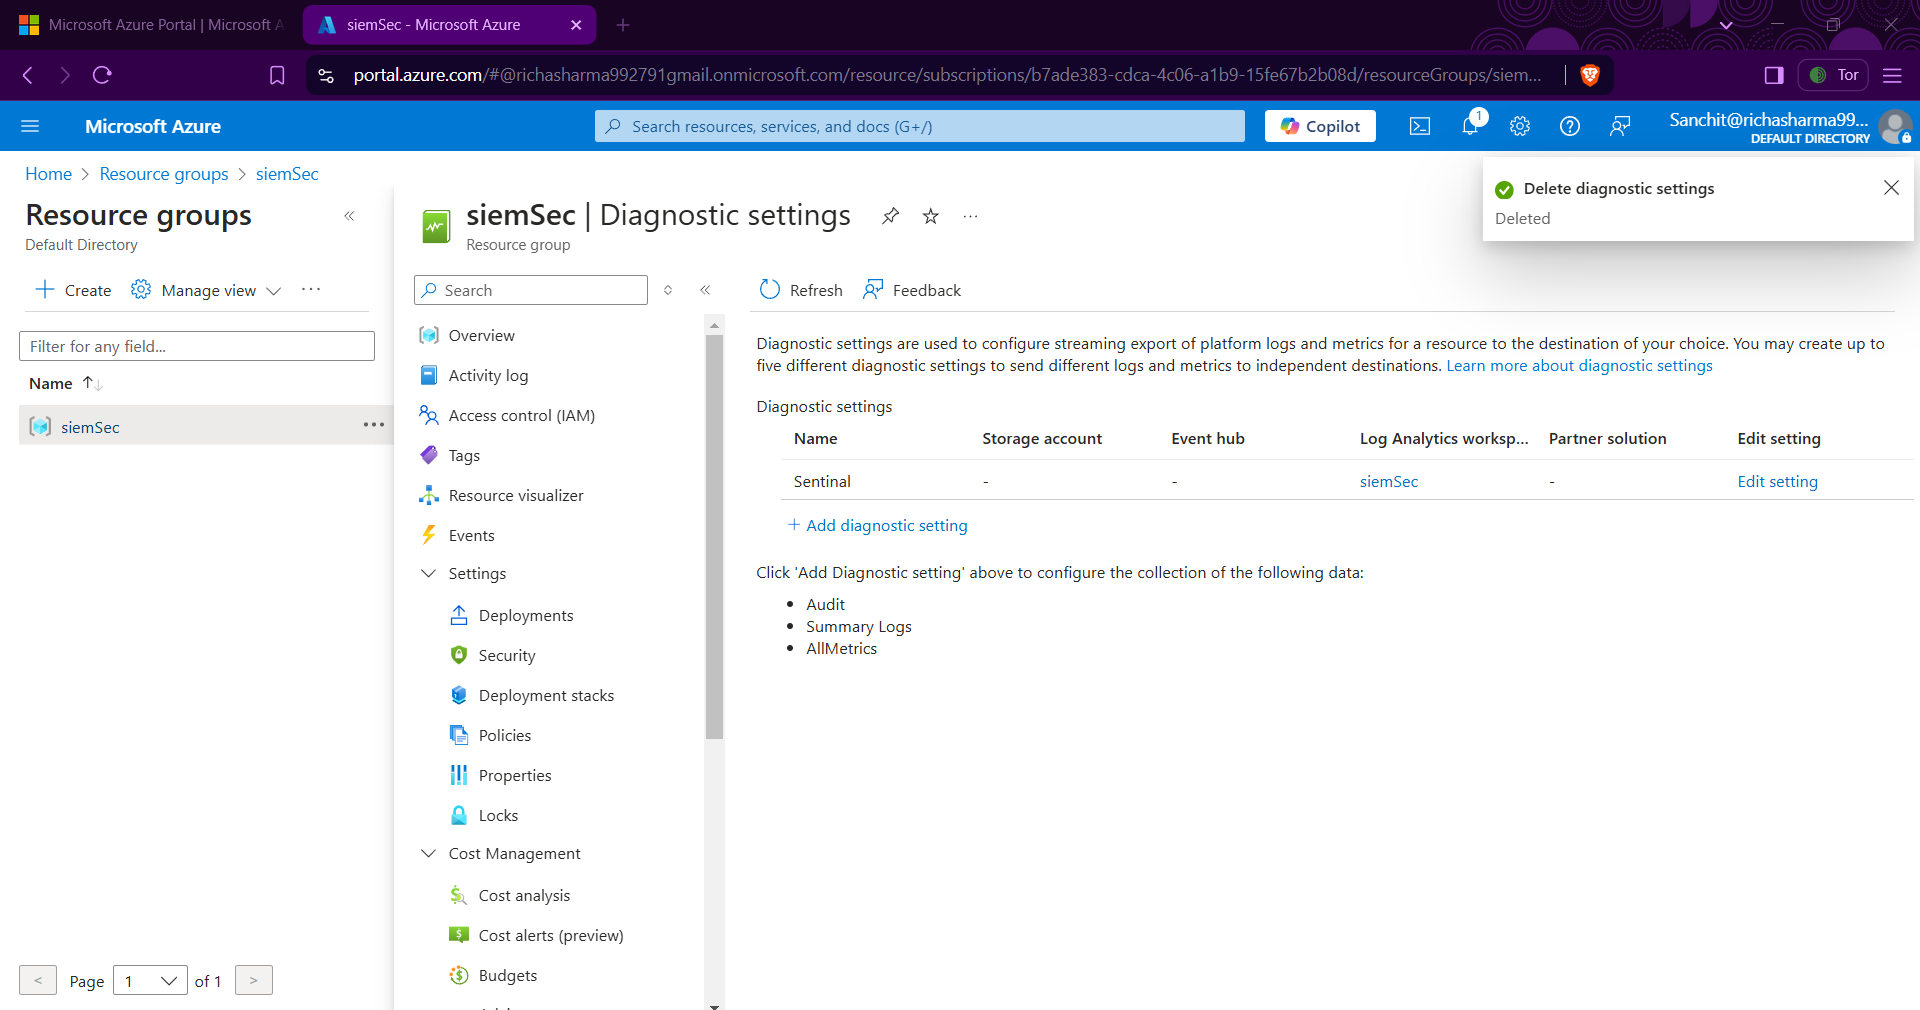 Microsoft Azure Portal | Microsoft A
siemSec - Microsoft Azure
portal.azure.com/#@richasharma992791gmail.onmicrosoft.com/resource/subscriptions/b7ade383-cdca-4c06-a1b9-15fe67b2b08d/resourceGroups/siem...
Tor
Microsoft Azure
Search resources, services, and docs (G+/)
Copilot
1
Sanchit@richasharma99...
DEFAULT DIRECTORY
Home > Resource groups > siemSec
Delete diagnostic settings
Deleted
Resource groups
Default Directory
Create
Manage view
Filter for any field...
Name
siemSec
< Page 1 of 1 >
siemSec | Diagnostic settings
Resource group
Search
Overview
Activity log
Access control (IAM)
Tags
Resource visualizer
Events
Settings
Deployments
Security
Deployment stacks
Policies
Properties
Locks
Cost Management
Cost analysis
Cost alerts (preview)
Budgets
Refresh
Feedback
Diagnostic settings are used to configure streaming export of platform logs and metrics for a resource to the destination of your choice. You may create up to
five different diagnostic settings to send different logs and metrics to independent destinations. Learn more about diagnostic settings
Diagnostic settings
Name Storage account Event hub Log Analytics worksp... Partner solution Edit setting
Sentinal - - siemSec - Edit setting
+ Add diagnostic setting
Click 'Add Diagnostic setting' above to configure the collection of the following data:
• Audit
• Summary Logs
• AllMetrics